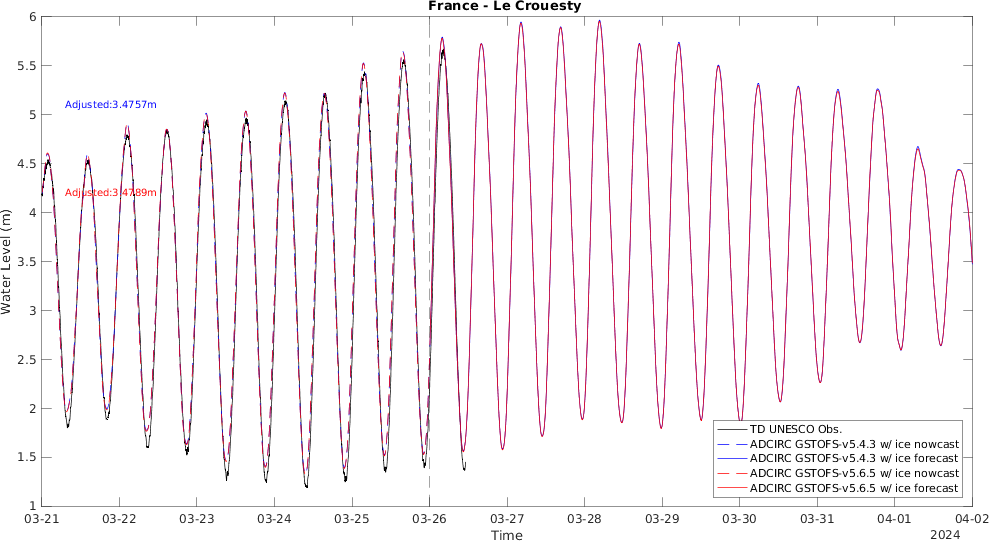 France - Le Crouesty
6
5.5
5
4.5
4
3.5
3
2.5
2
1.5
1
Water Level (m)
Adjusted:3.4757m
Adjusted:3.4789m
TD UNESCO Obs.
ADCIRC GSTOFS-v5.4.3 w/ ice nowcast
ADCIRC GSTOFS-v5.4.3 w/ ice forecast
ADCIRC GSTOFS-v5.6.5 w/ ice nowcast
ADCIRC GSTOFS-v5.6.5 w/ ice forecast
03-21 03-22 03-23 03-24 03-25 03-26 03-27 03-28 03-29 03-30 03-31 04-01 04-02
Time
2024